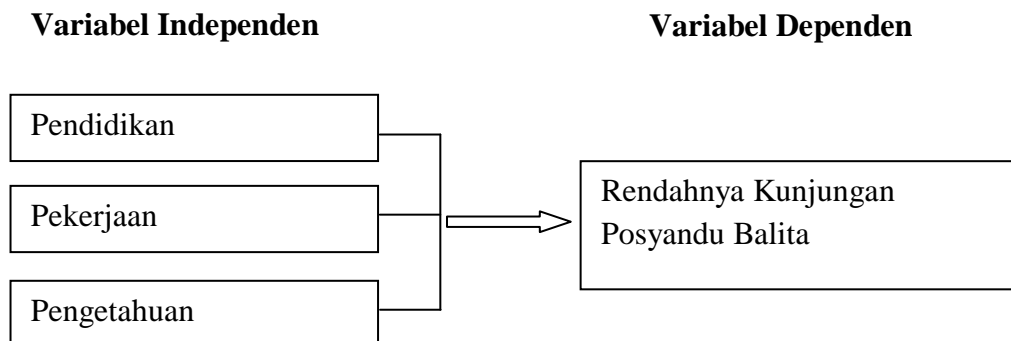 Variabel Independen
Variabel Dependen
Pendidikan
Pekerjaan
Pengetahuan
Rendahnya Kunjungan
Posyandu Balita